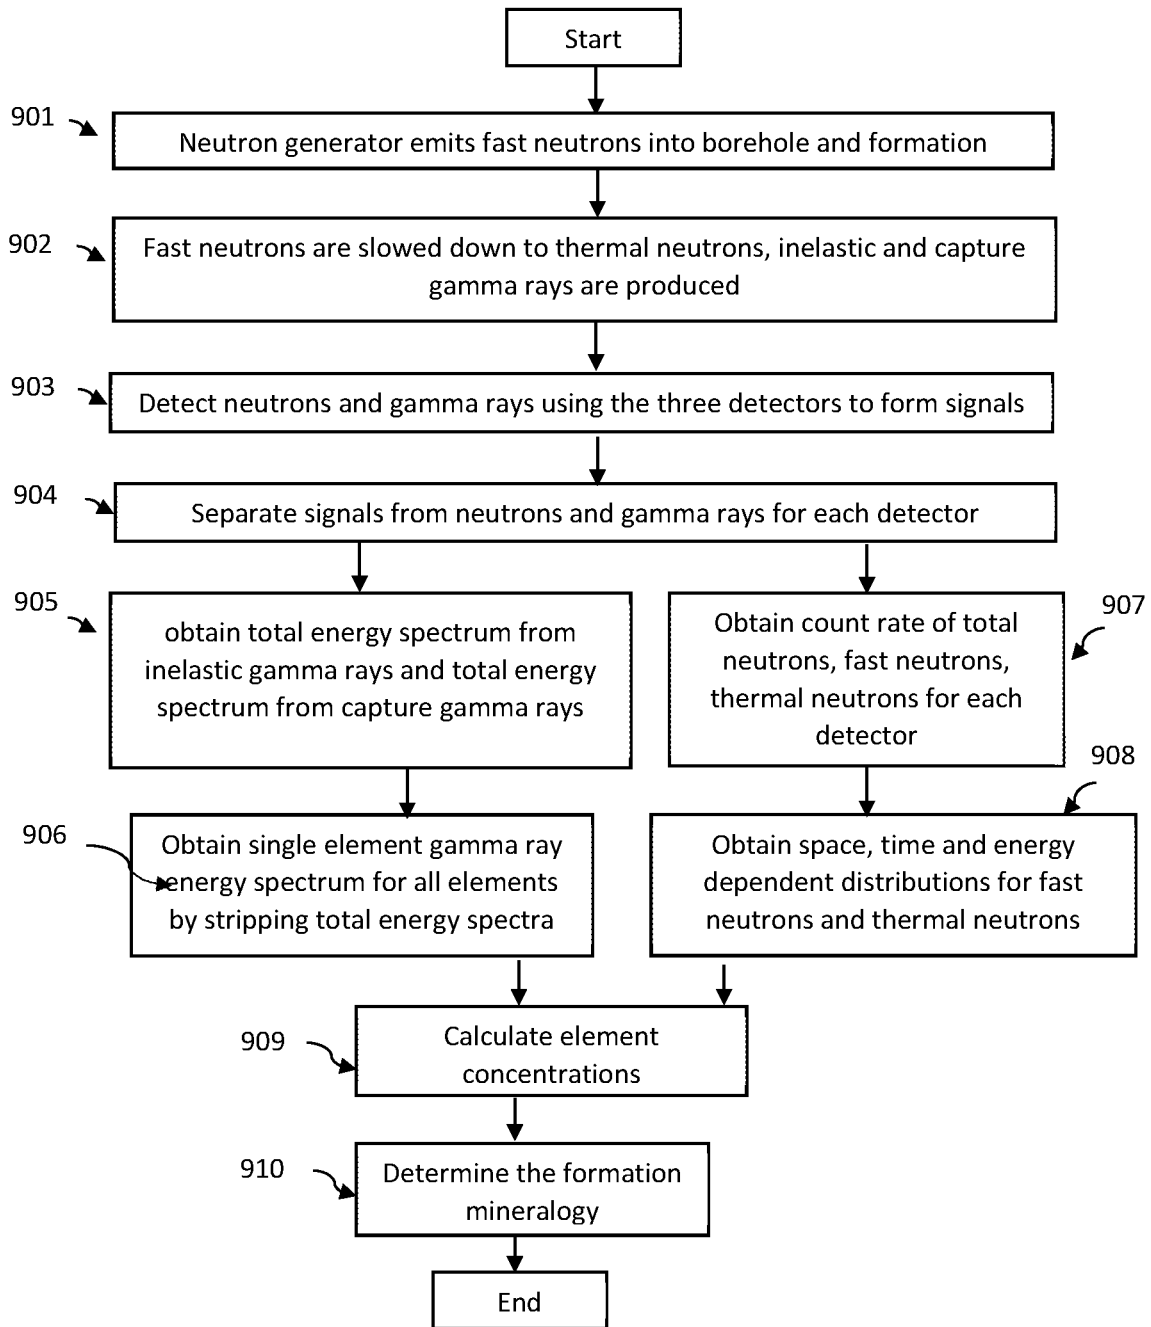 Start
901
Neutron generator emits fast neutrons into borehole and formation
902
Fast neutrons are slowed down to thermal neutrons, inelastic and capture
gamma rays are produced
903
Detect neutrons and gamma rays using the three detectors to form signals
904
Separate signals from neutrons and gamma rays for each detector
905
obtain total energy spectrum from
inelastic gamma rays and total energy
spectrum from capture gamma rays
907
Obtain count rate of total
neutrons, fast neutrons,
thermal neutrons for each
detector
906
Obtain single element gamma ray
energy spectrum for all elements
by stripping total energy spectra
908
Obtain space, time and energy
dependent distributions for fast
neutrons and thermal neutrons
909
Calculate element
concentrations
910
Determine the formation
mineralogy
End